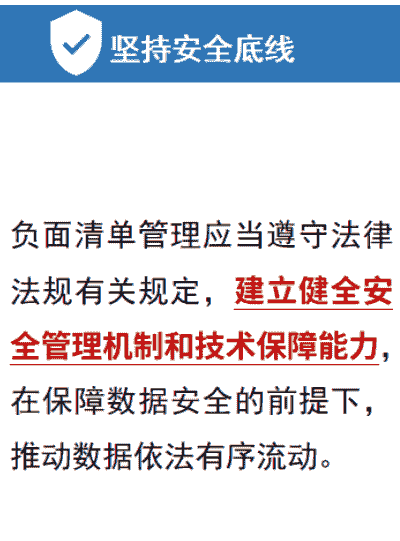 坚持安全底线
负面清单管理应当遵守法律
法规有关规定，建立健全安
全管理机制和技术保障能力，
在保障数据安全的前提下，
推动数据依法有序流动。